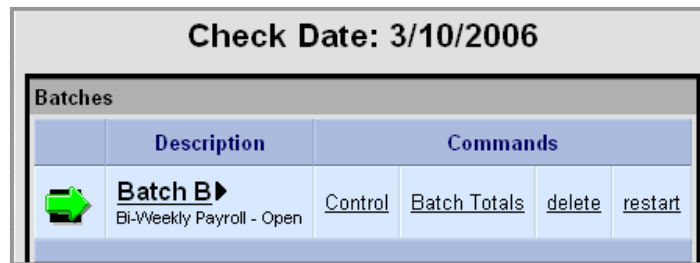 Check Date: 3/10/2006
Batches
Description Commands
Batch B
Bi-Weekly Payroll - Open
Control Batch Totals delete restart